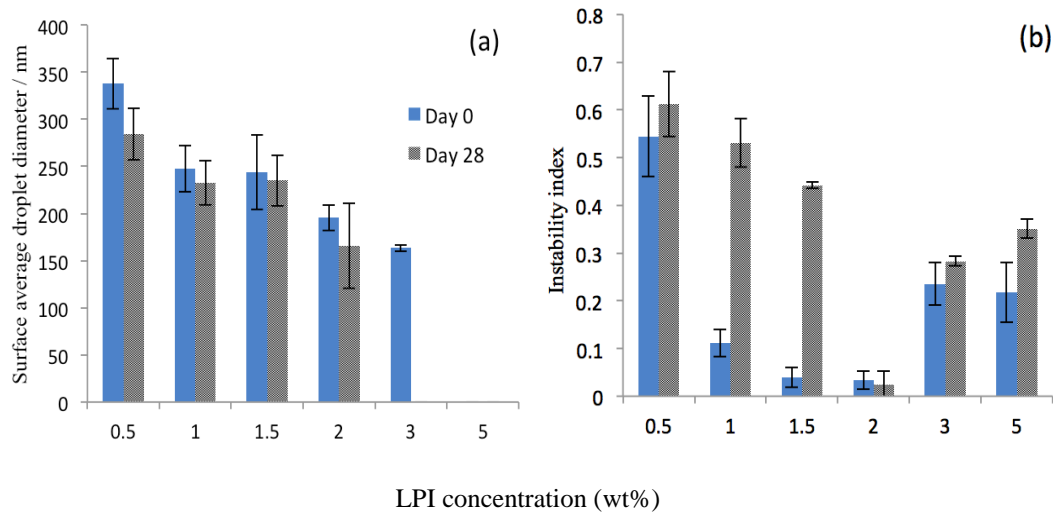 Surface average droplet diameter / nm
400
350
300
250
200
150
100
50
0
(a)
Day 0
Day 28
0.5 1 1.5 2 3 5
Instability index
0.8
0.7
0.6
0.5
0.4
0.3
0.2
0.1
0
(b)
0.5 1 1.5 2 3 5
LPI concentration (wt%)